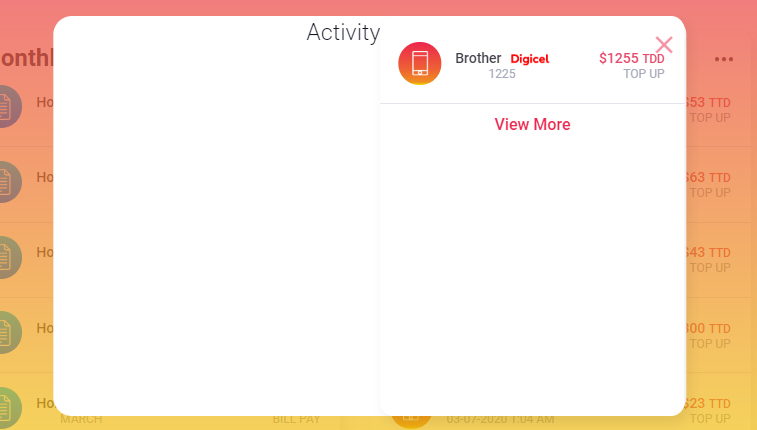 Activity
Brother Digicel $1255 TDD
1225 TOP UP
View More
onthl
Ho $53 TTD
TOP UP
Ho $63 TTD
TOP UP
Ho $43 TTD
TOP UP
Ho 300 TTD
TOP UP
Ho $23 TTD
MARCH BILL PAY 03-07-2020 1:04 AM TOP UP